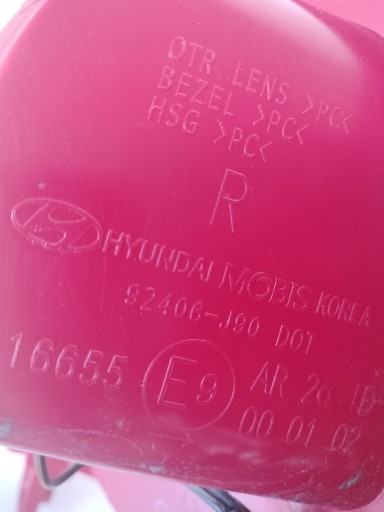 OTR LENS >PC<
BEZEL >PC<
HSG >PC<
R
HYUNDAI MOBIS KOREA
92406-J90 DOT
16655 E9 AR 2a
00 01 02